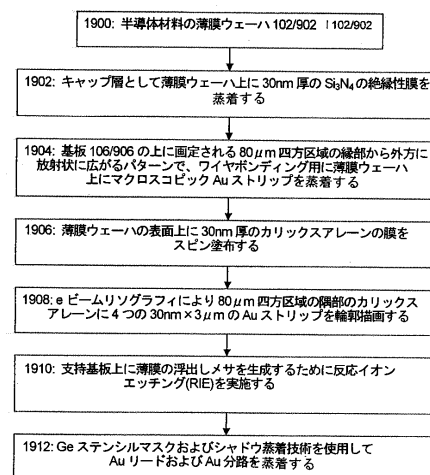 1900: 半導体材料の薄膜ウェーハ102/902 I 102/902
1902: キャップ層として薄膜ウェーハ上に30nm 厚の Si₃N₄の絶縁性膜を
蒸着する
1904: 基板 106/906 の上に画定される 80μm 四方区域の縁部から外方に
放射状に広がるパターンで、ワイヤボンディング用に薄膜ウェーハ
上にマクロスコピック Au ストリップを蒸着する
1906: 薄膜ウェーハの表面上に 30nm 厚のカリックスアレーンの膜を
スピン塗布する
1908: e ビームリソグラフィにより 80μm 四方区域の隅部のカリックス
アレーンに 4 つの 30nm×3μm の Au ストリップを輪郭描画する
1910: 支持基板上に薄膜の浮出しメサを生成するために反応イオン
エッチング(RIE)を実施する
1912: Ge ステンシルマスクおよびシャドウ蒸着技術を使用して
Au リードおよび Au 分路を蒸着する